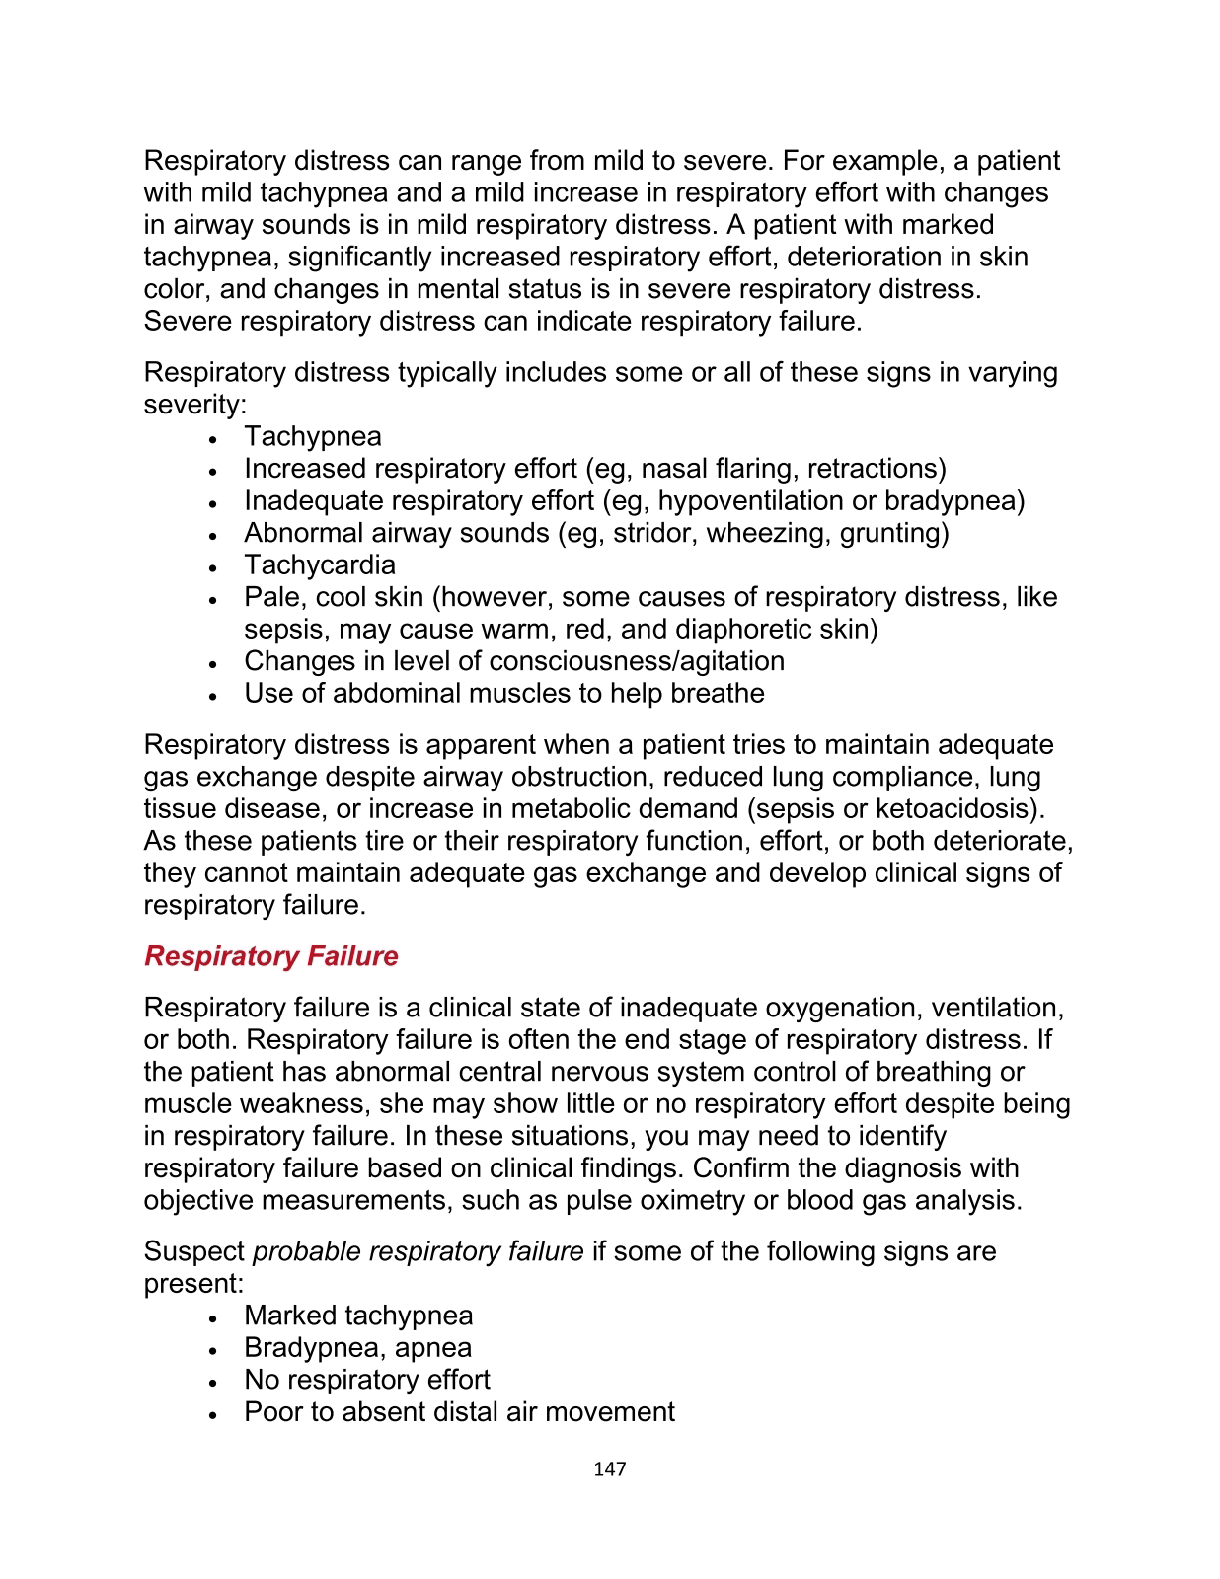 Respiratory distress can range from mild to severe. For example, a patient
with mild tachypnea and a mild increase in respiratory effort with changes
in airway sounds is in mild respiratory distress. A patient with marked
tachypnea, significantly increased respiratory effort, deterioration in skin
color, and changes in mental status is in severe respiratory distress.
Severe respiratory distress can indicate respiratory failure.
Respiratory distress typically includes some or all of these signs in varying
severity:
• Tachypnea
• Increased respiratory effort (eg, nasal flaring, retractions)
• Inadequate respiratory effort (eg, hypoventilation or bradypnea)
• Abnormal airway sounds (eg, stridor, wheezing, grunting)
• Tachycardia
• Pale, cool skin (however, some causes of respiratory distress, like
sepsis, may cause warm, red, and diaphoretic skin)
• Changes in level of consciousness/agitation
• Use of abdominal muscles to help breathe
Respiratory distress is apparent when a patient tries to maintain adequate
gas exchange despite airway obstruction, reduced lung compliance, lung
tissue disease, or increase in metabolic demand (sepsis or ketoacidosis).
As these patients tire or their respiratory function, effort, or both deteriorate,
they cannot maintain adequate gas exchange and develop clinical signs of
respiratory failure.
Respiratory Failure
Respiratory failure is a clinical state of inadequate oxygenation, ventilation,
or both. Respiratory failure is often the end stage of respiratory distress. If
the patient has abnormal central nervous system control of breathing or
muscle weakness, she may show little or no respiratory effort despite being
in respiratory failure. In these situations, you may need to identify
respiratory failure based on clinical findings. Confirm the diagnosis with
objective measurements, such as pulse oximetry or blood gas analysis.
Suspect probable respiratory failure if some of the following signs are
present:
• Marked tachypnea
• Bradypnea, apnea
• No respiratory effort
• Poor to absent distal air movement
147